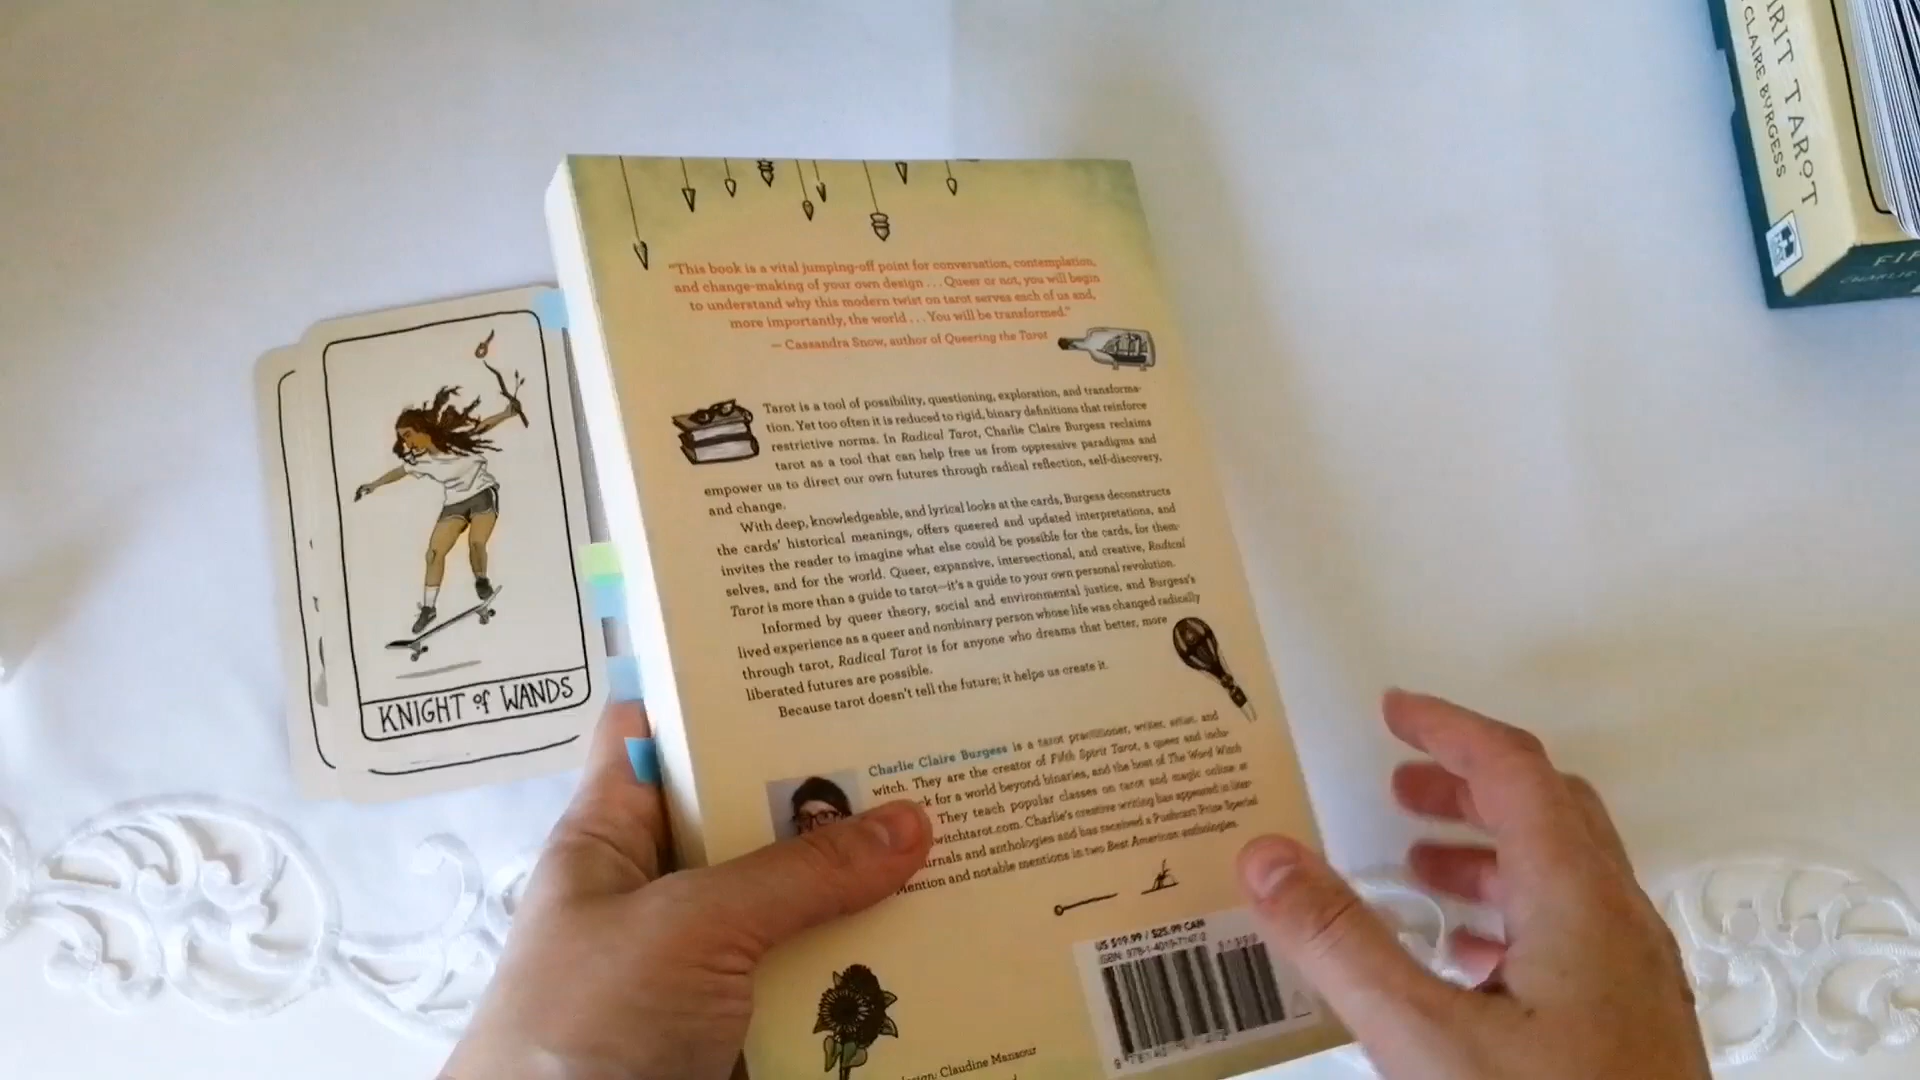 "This book is a vital jumping-off point for conversation, contemplation,
and change-making of your own design . . . Queer or not, you will begin
to understand why this modern twist on tarot serves each of us and,
more importantly, the world . . . You will be transformed."
— Cassandra Snow, author of Queering the Tarot
Tarot is a tool of possibility, questioning, exploration, and transforma-
tion. Yet too often it is reduced to rigid, binary definitions that reinforce
restrictive norms. In Radical Tarot, Charlie Claire Burgess reclaims
tarot as a tool that can help free us from oppressive paradigms and
empower us to direct our own futures through radical reflection, self-discovery,
and change.
With deep, knowledgeable, and lyrical looks at the cards, Burgess deconstructs
the cards' historical meanings, offers queered and updated interpretations, and
invites the reader to imagine what else could be possible for the cards, for them-
selves, and for the world. Queer, expansive, intersectional, and creative, Radical
Tarot is more than a guide to tarot—it's a guide to your own personal revolution.
Informed by queer theory, social and environmental justice, and Burgess's
lived experience as a queer and nonbinary person whose life was changed radically
through tarot, Radical Tarot is for anyone who dreams that better, more
liberated futures are possible.
Because tarot doesn't tell the future; it helps us create it.
Charlie Claire Burgess is a tarot practitioner, writer, artist, and
witch. They are the creator of Fifth Spirit Tarot, a queer and inclu-
k for a world beyond binaries, and the host of The Word Witch
They teach popular classes on tarot and magic online at
witchtarot.com. Charlie's creative writing has appeared in liter-
urnals and anthologies and has received a Pushcart Prize Special
Mention and notable mentions in two Best American anthologies.
US $19.99 / $25.99 CAN
ISBN: 978-1-4019-7147-2
sign: Claudine Mansour
KNIGHT of WANDS
IRIT TAROT
CLAIRE BURGESS
FIF
CHARLIE